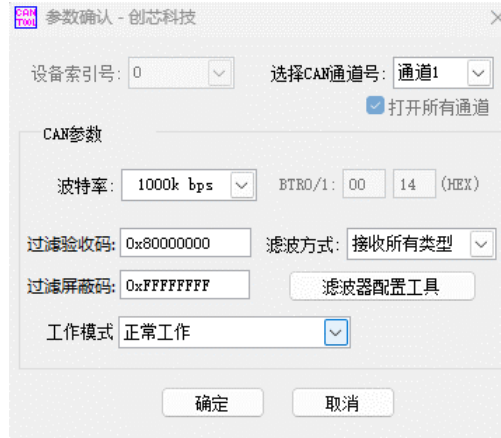 CAN TOOL 参数确认 - 创芯科技
设备索引号: 0 选择CAN通道号: 通道1
打开所有通道
CAN参数
波特率: 1000k bps BTR0/1: 00 14 (HEX)
过滤验收码: 0x80000000 滤波方式: 接收所有类型
过滤屏蔽码: 0xFFFFFFFF 滤波器配置工具
工作模式 正常工作
确定 取消